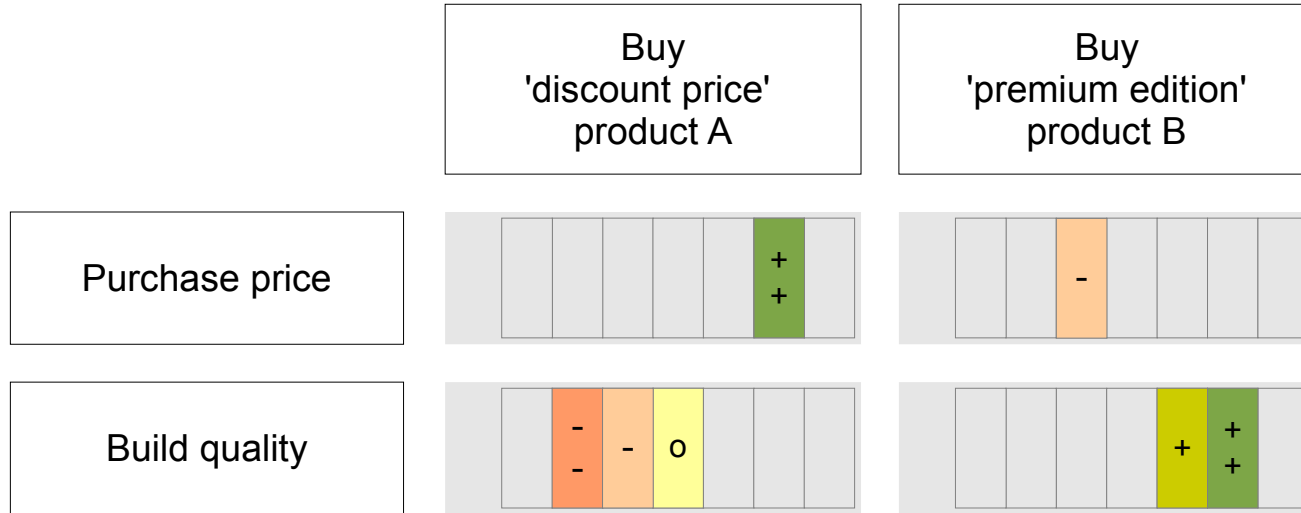 Buy
'discount price'
product A
Buy
'premium edition'
product B
Purchase price
+
+
-
Build quality
-
-
-
o
+
+
+